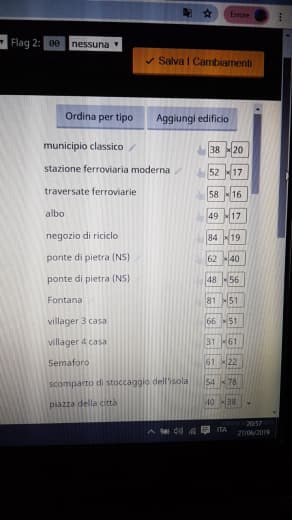 Errore
Flag 2: 00 nessuna ▼
✓ Salva I Cambiamenti
Ordina per tipo Aggiungi edificio
municipio classico 38 × 20
stazione ferroviaria moderna 52 × 17
traversate ferroviarie 58 × 16
albo 49 × 17
negozio di riciclo 84 × 19
ponte di pietra (NS) 62 × 40
ponte di pietra (NS) 48 × 56
Fontana 81 × 51
villager 3 casa 66 × 51
villager 4 casa 31 × 61
Semaforo 61 × 22
scomparto di stoccaggio dell'isola 54 × 78
piazza della città 40 × 38
ITA 20:57
21/06/2019